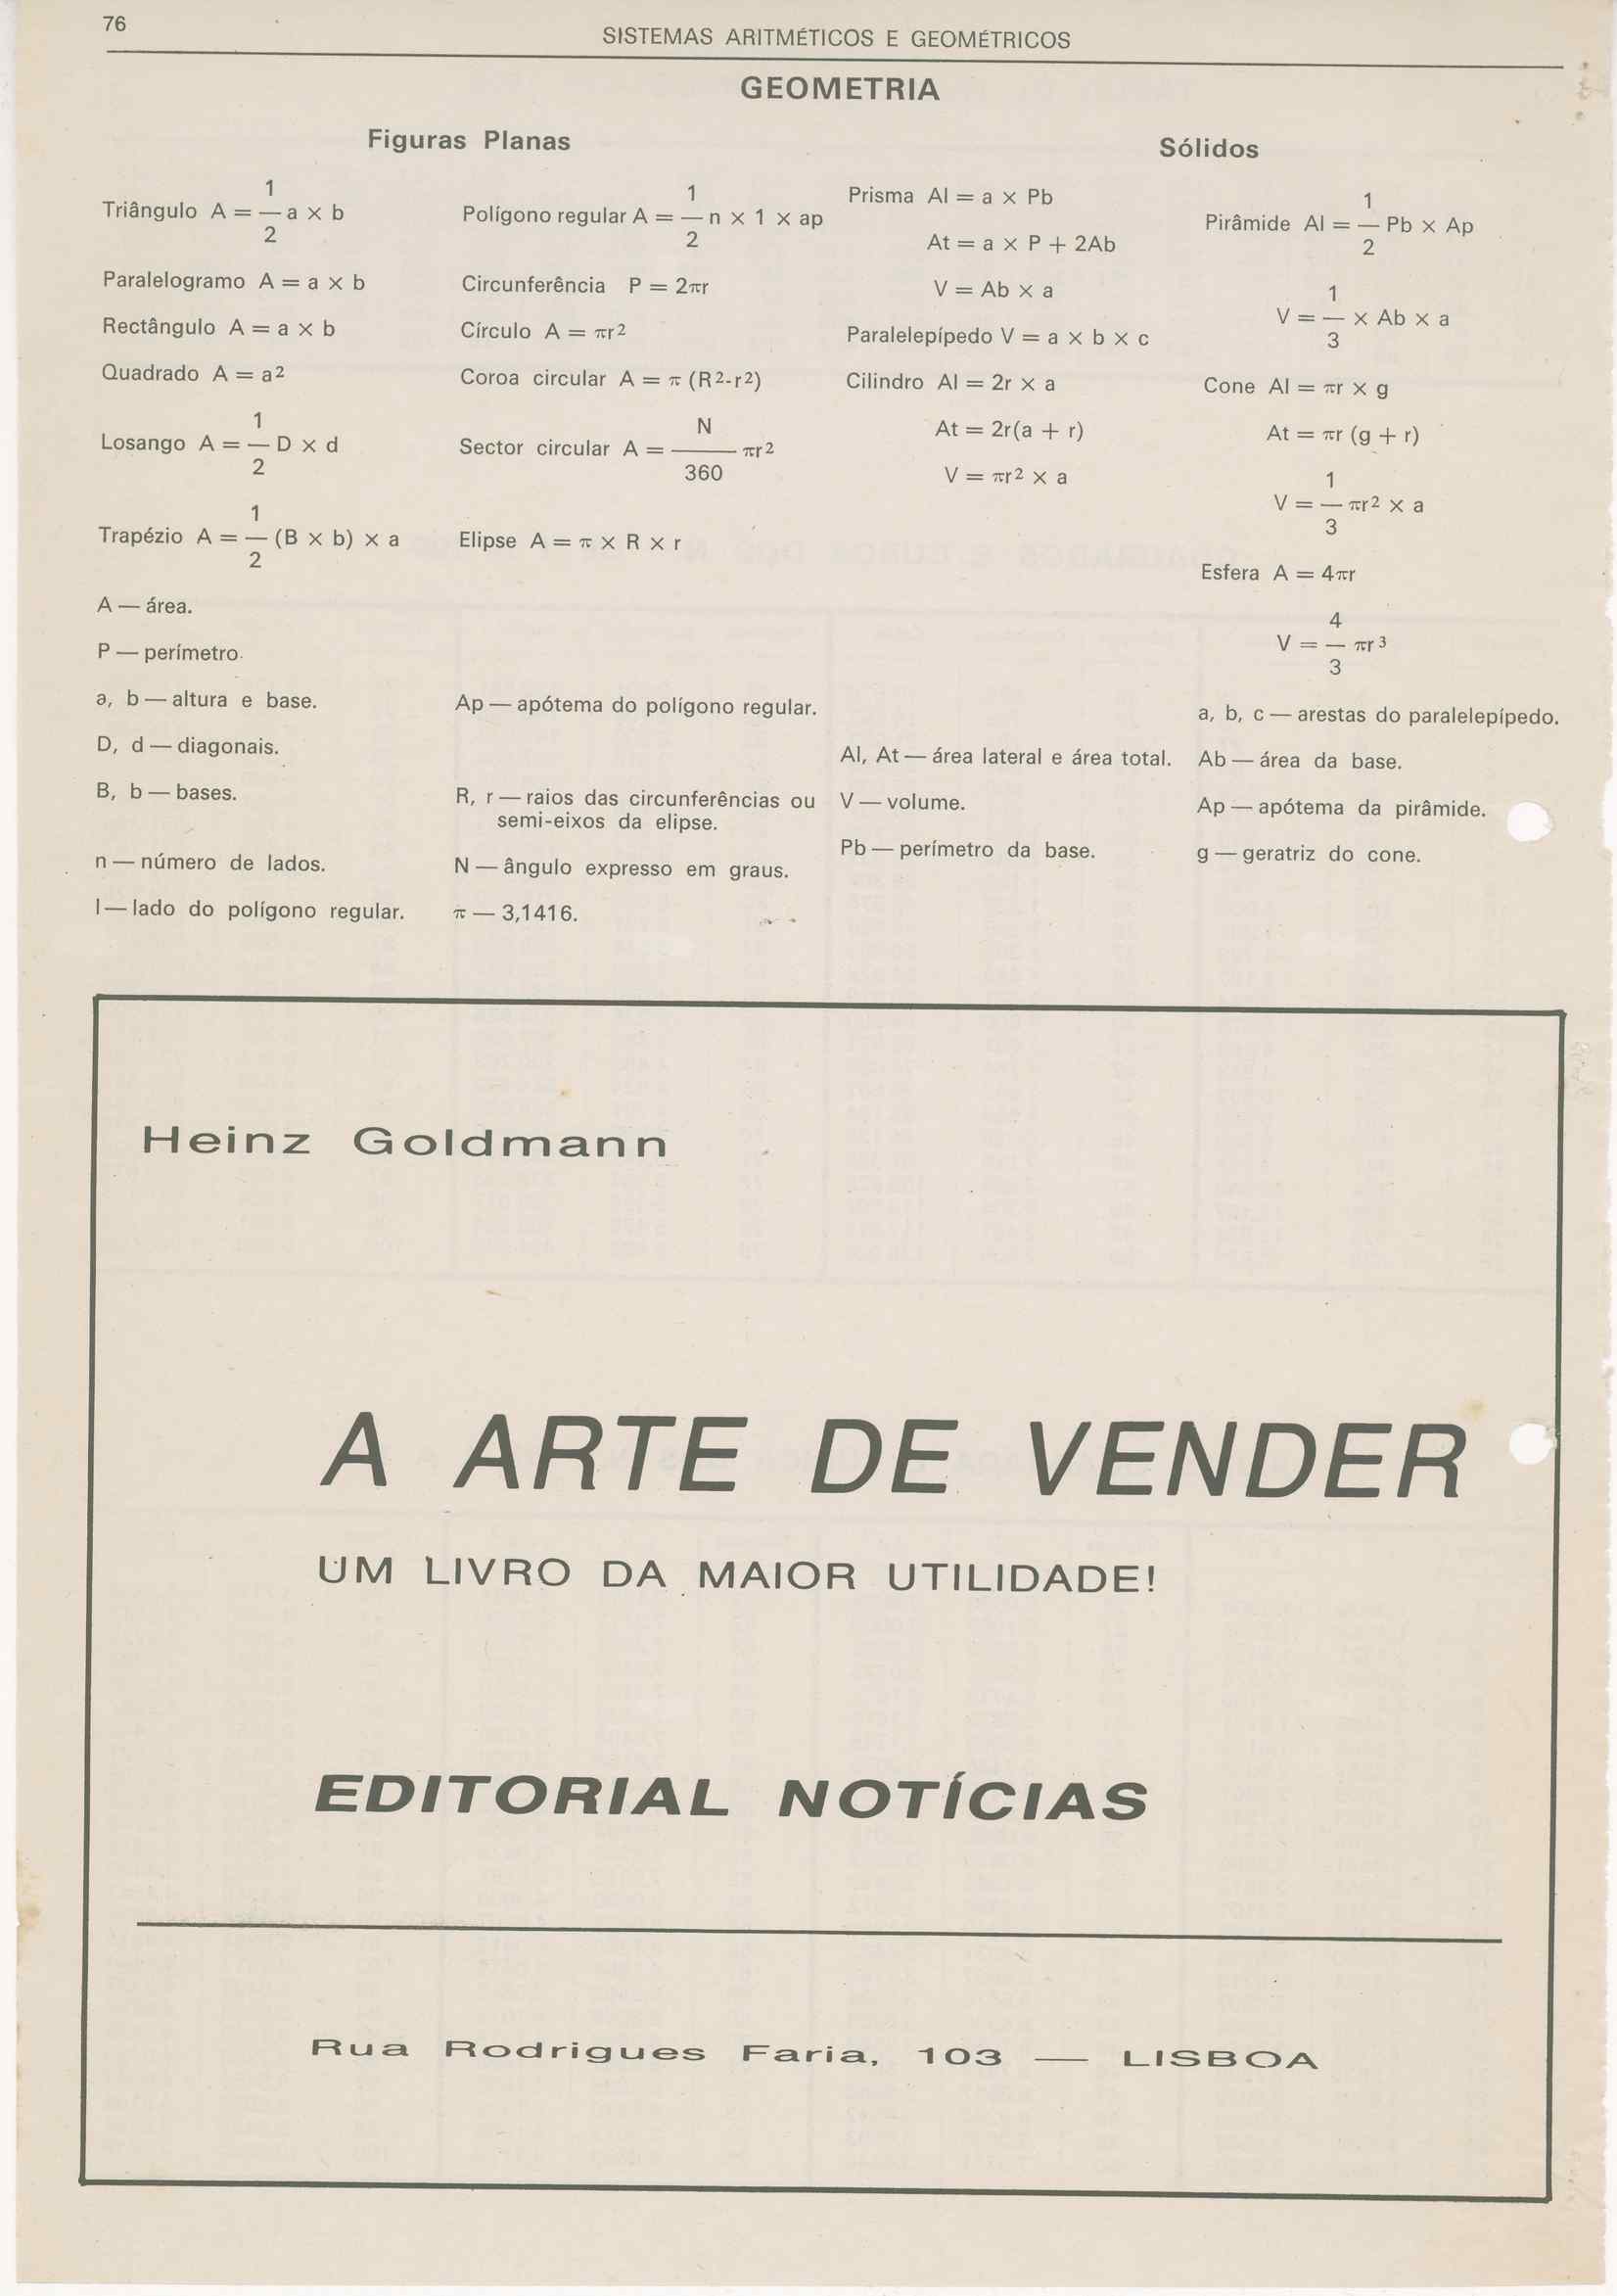 76
SISTEMAS ARITMÉTICOS E GEOMÉTRICOS
GEOMETRIA
Figuras Planas
Triângulo A = 1/2 a × b
Paralelogramo A = a × b
Rectângulo A = a × b
Quadrado A = a²
Losango A = 1/2 D × d
Trapézio A = 1/2 (B × b) × a
A — área.
P — perímetro.
a, b — altura e base.
D, d — diagonais.
B, b — bases.
n — número de lados.
l — lado do polígono regular.
Polígono regular A = 1/2 n × 1 × ap
Circunferência P = 2πr
Círculo A = πr²
Coroa circular A = π (R²-r²)
Sector circular A = N/360 πr²
Elipse A = π × R × r
Ap — apótema do polígono regular.
R, r — raios das circunferências ou
semi-eixos da elipse.
N — ângulo expresso em graus.
π — 3,1416.
Sólidos
Prisma Al = a × Pb
At = a × P + 2Ab
V = Ab × a
Paralelepípedo V = a × b × c
Cilindro Al = 2r × a
At = 2r(a + r)
V = πr² × a
Al, At — área lateral e área total.
V — volume.
Pb — perímetro da base.
Pirâmide Al = 1/2 Pb × Ap
V = 1/3 × Ab × a
Cone Al = πr × g
At = πr (g + r)
V = 1/3 πr² × a
Esfera A = 4πr
V = 4/3 πr³
a, b, c — arestas do paralelepípedo.
Ab — área da base.
Ap — apótema da pirâmide.
g — geratriz do cone.
Heinz Goldmann
A ARTE DE VENDER
UM LIVRO DA MAIOR UTILIDADE!
EDITORIAL NOTÍCIAS
Rua Rodrigues Faria, 103 — LISBOA